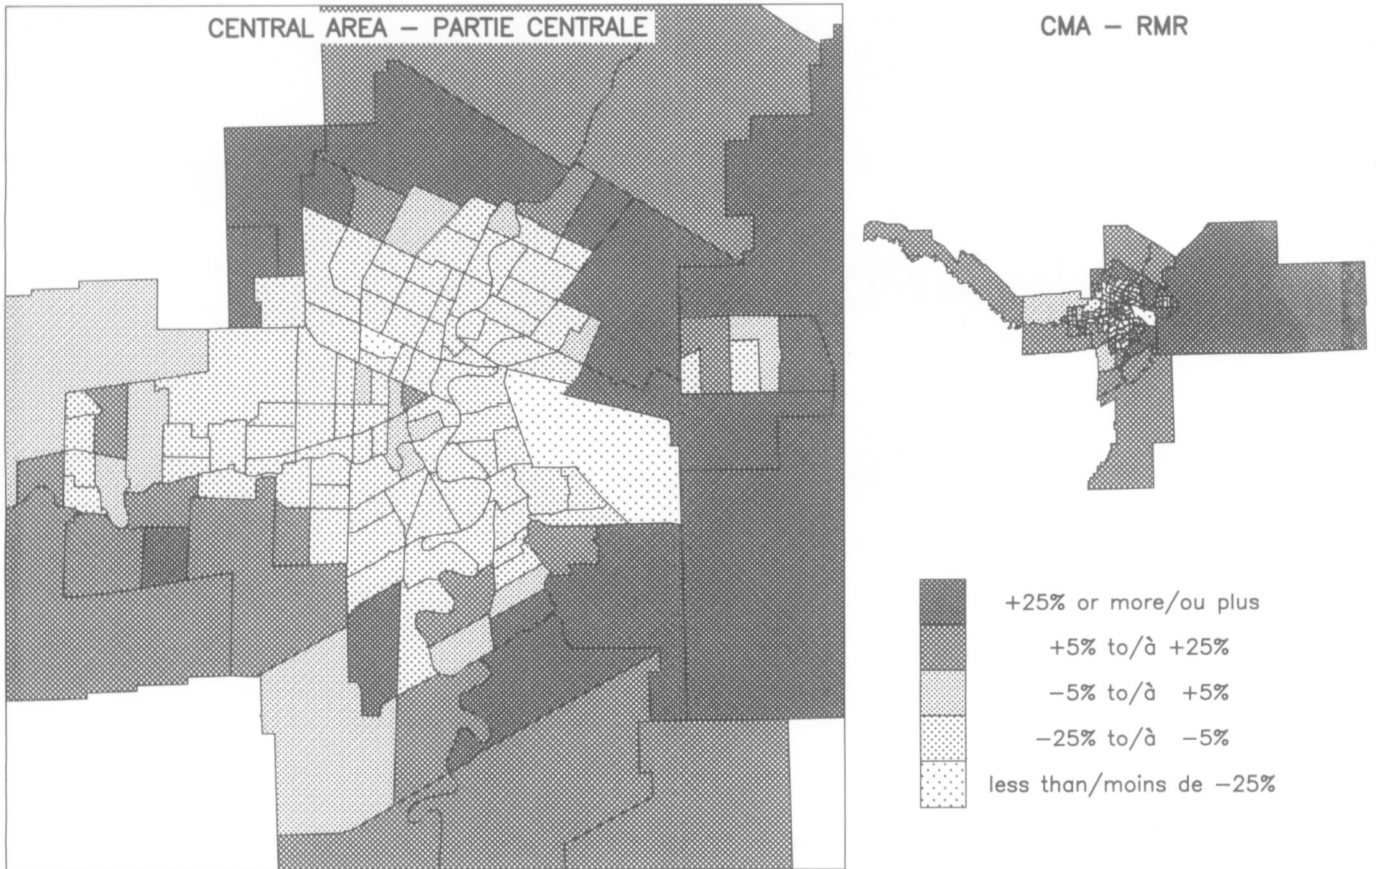 CENTRAL AREA – PARTIE CENTRALE
CMA – RMR
+25% or more/ou plus
+5% to/à +25%
−5% to/à +5%
−25% to/à −5%
less than/moins de −25%